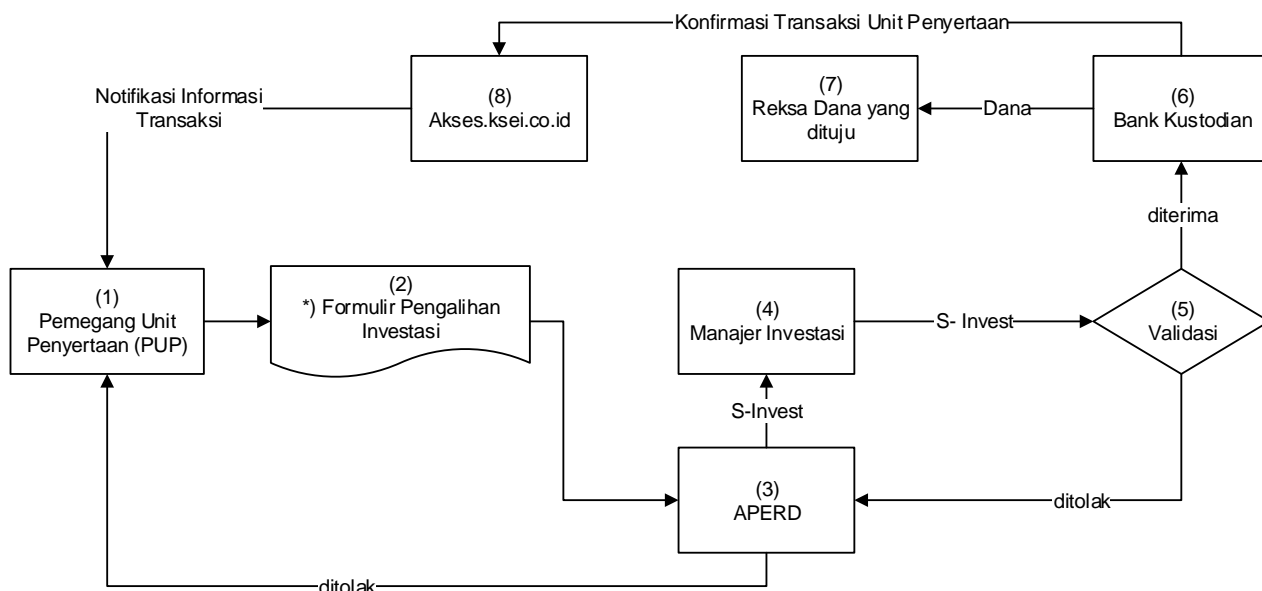 Konfirmasi Transaksi Unit Penyertaan
Notifikasi Informasi
Transaksi
(8)
Akses.ksei.co.id
(7)
Reksa Dana yang
dituju
Dana
(6)
Bank Kustodian
diterima
(1)
Pemegang Unit
Penyertaan (PUP)
(2)
*) Formulir Pengalihan
Investasi
(4)
Manajer Investasi
S- Invest
(5)
Validasi
S-Invest
(3)
APERD
ditolak
ditolak